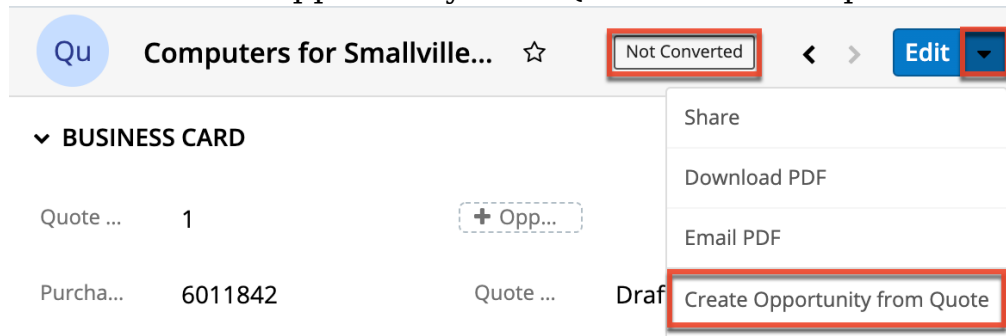 Qu Computers for Smallville... Not Converted Edit
Share
BUSINESS CARD
Download PDF
Quote ... 1 + Opp...
Email PDF
Purcha... 6011842 Quote ... Draf
Create Opportunity from Quote